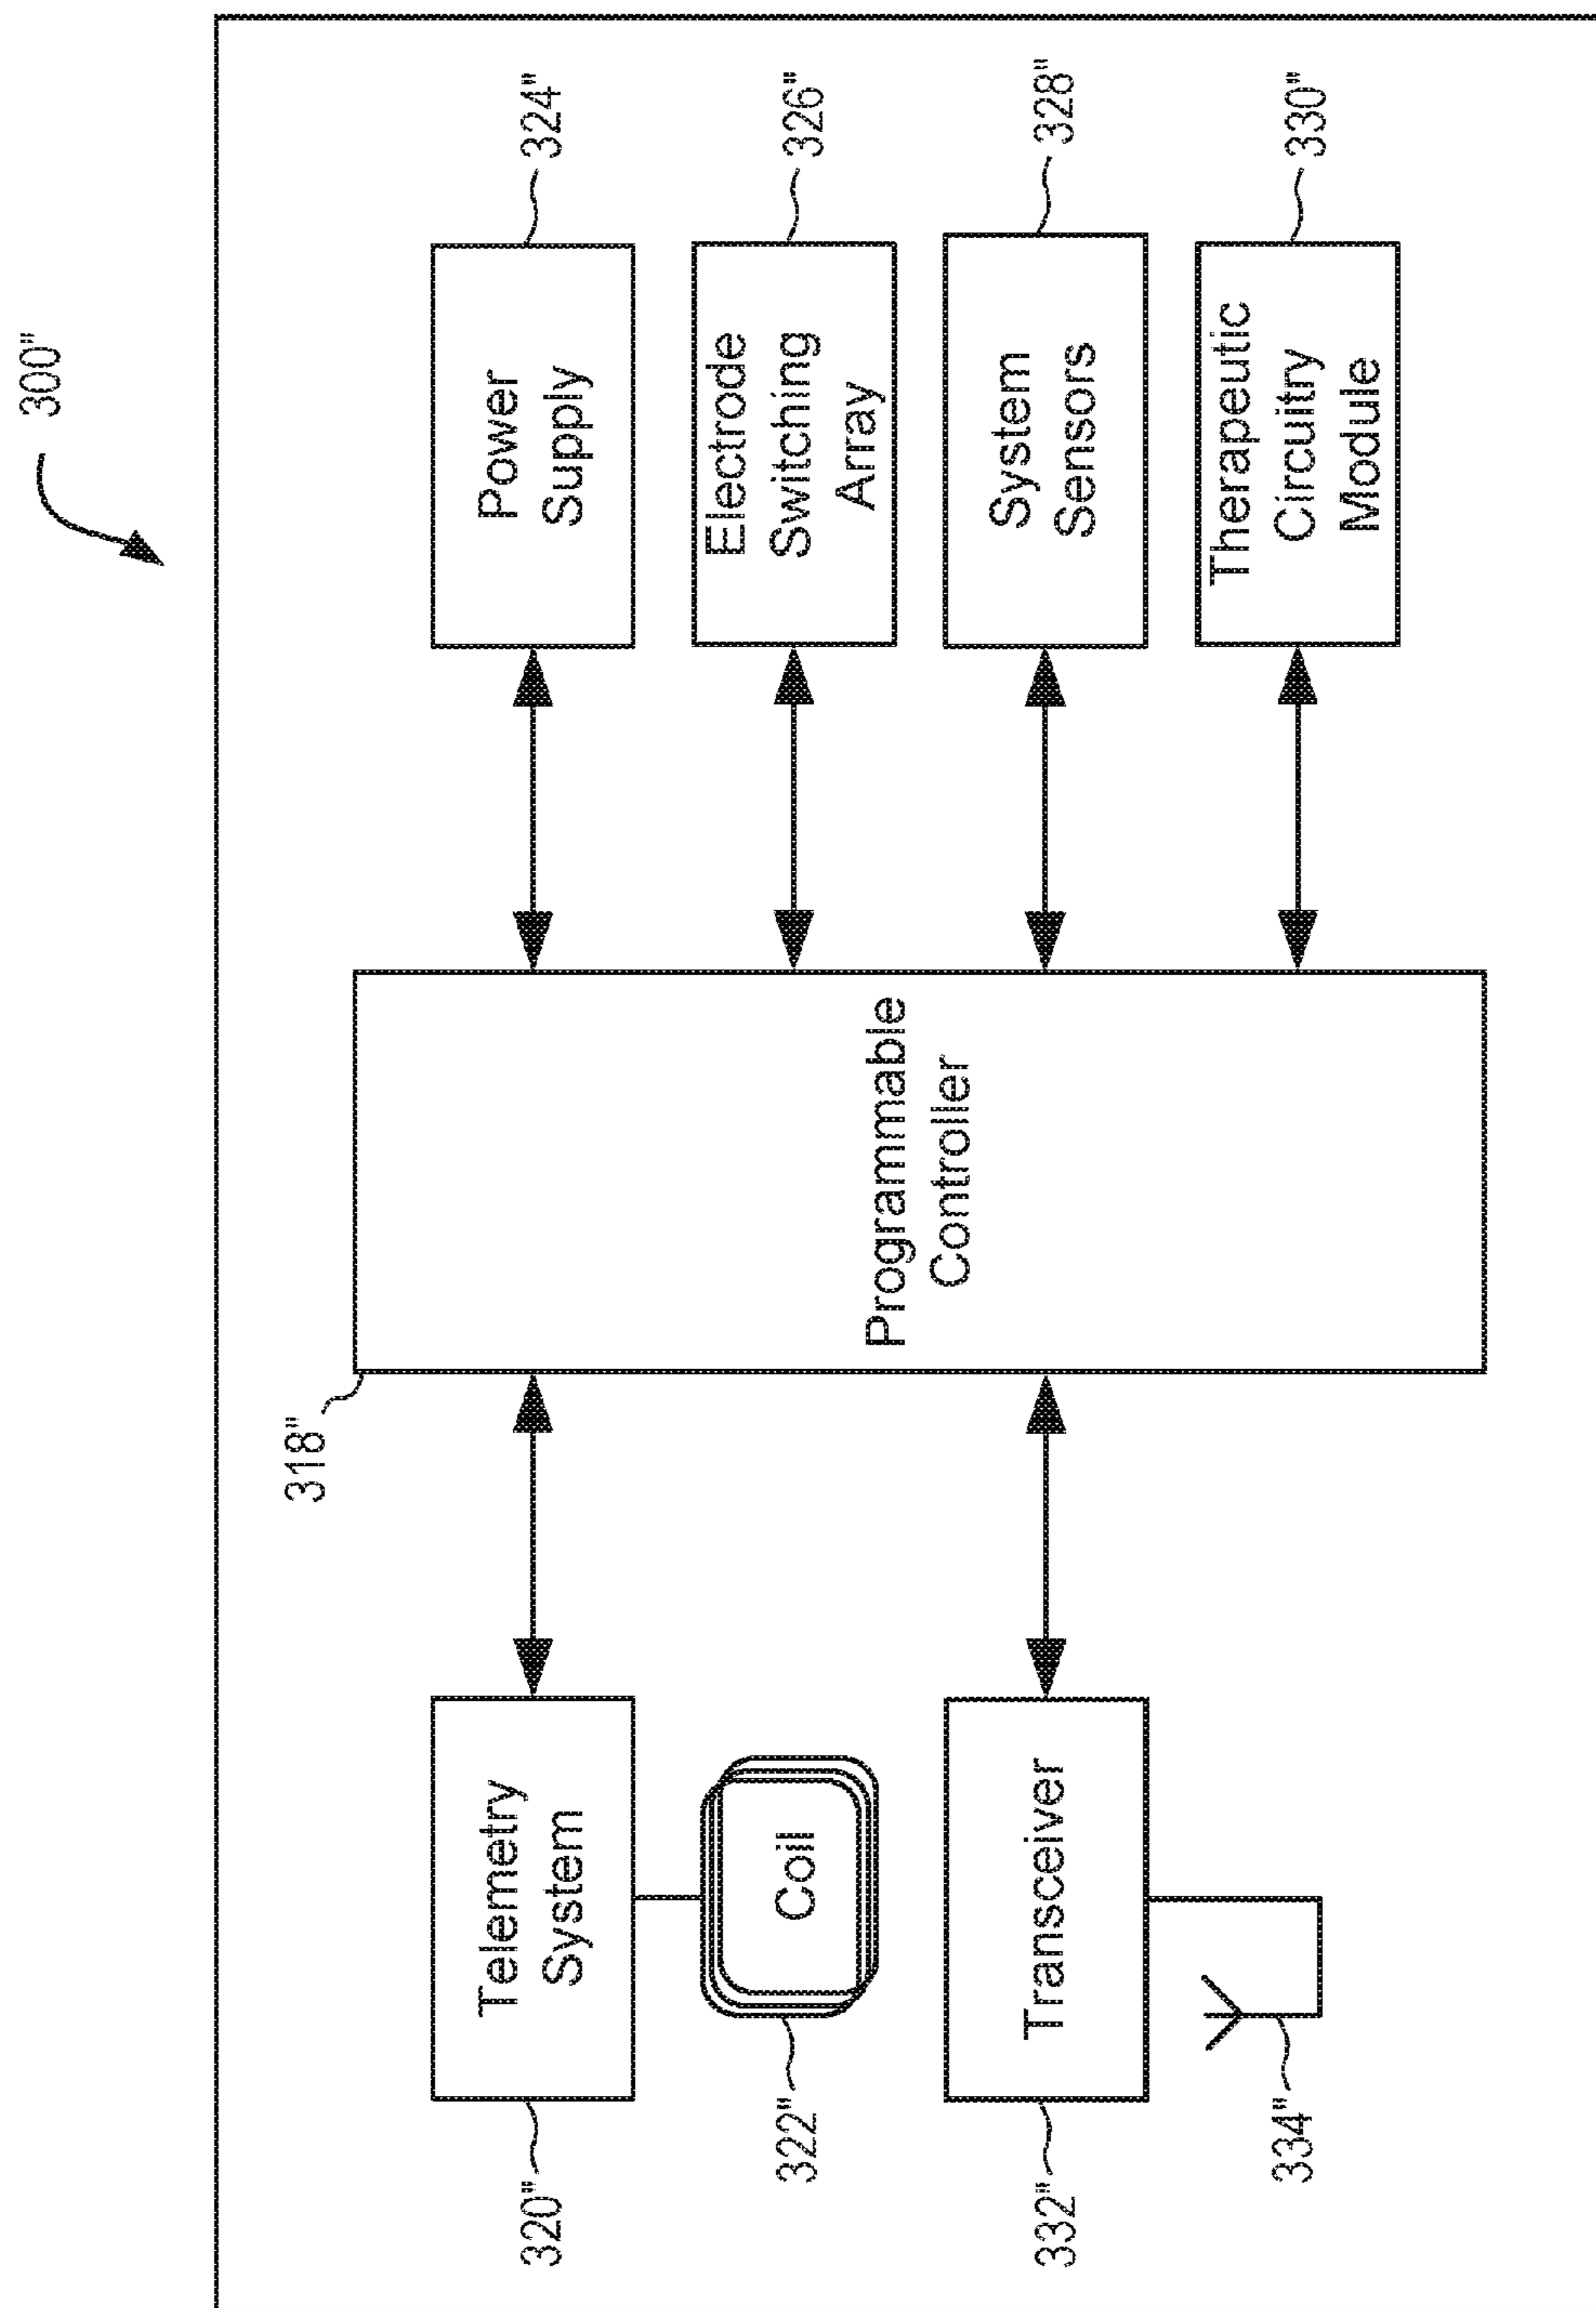 300"
318"
320"
Telemetry
System
322"
Coil
332"
Transceiver
334"
Programmable
Controller
Power
Supply
324"
Electrode
Switching
Array
326"
System
Sensors
328"
Therapeutic
Circuitry
Module
330"